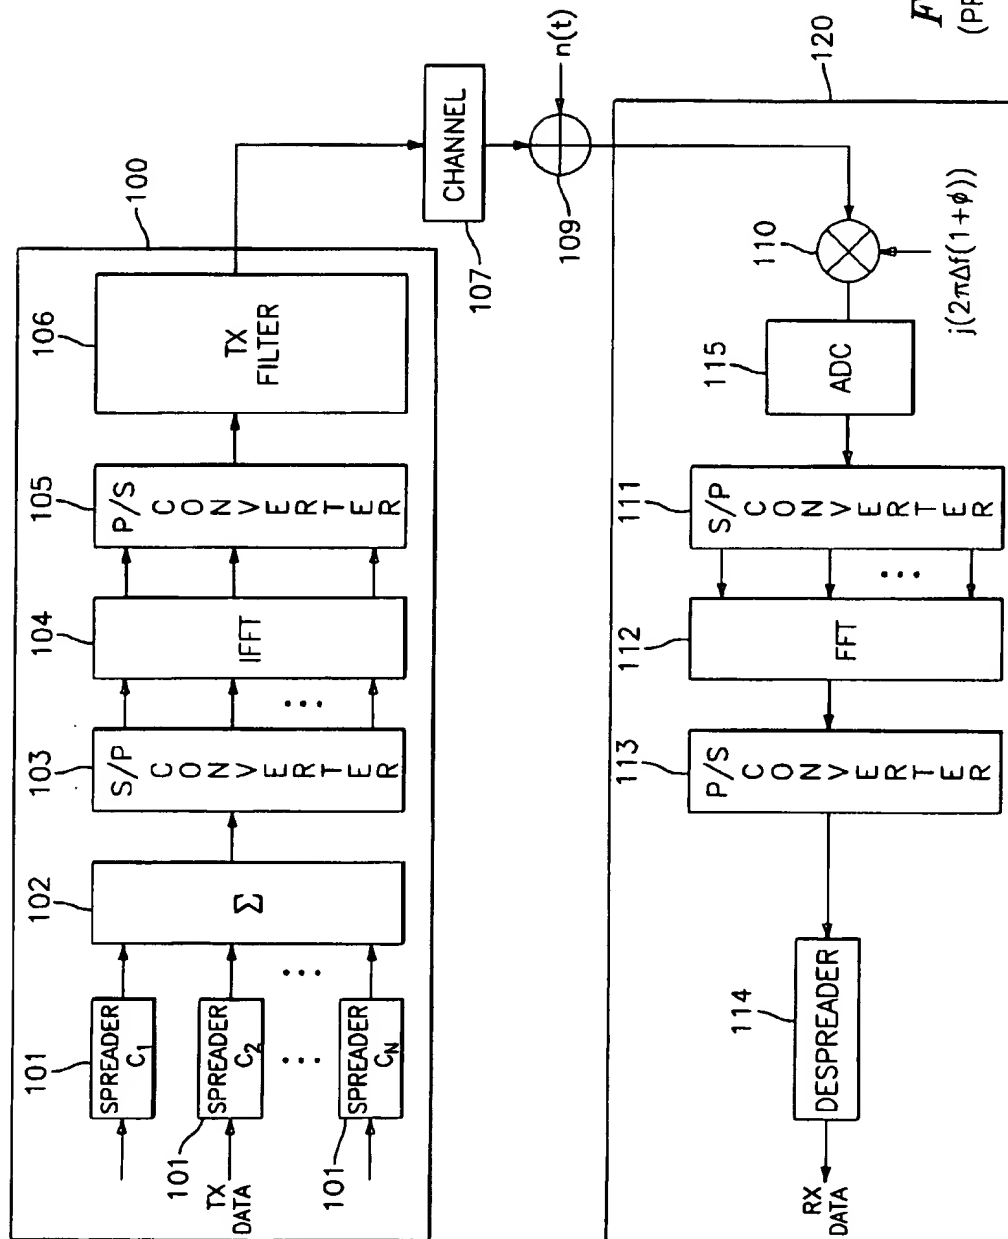 101
SPREADER
C1
101
TX
DATA
SPREADER
C2
101
SPREADER
CN
102
Σ
103
S/P
CONVERTER
104
IFFT
105
P/S
CONVERTER
106
TX
FILTER
100
CHANNEL
107
n(t)
109
120
110
j(2πΔf(1+ϕ))
115
ADC
111
S/P
CONVERTER
112
FFT
113
P/S
CONVERTER
114
DESPREADER
RX
DATA